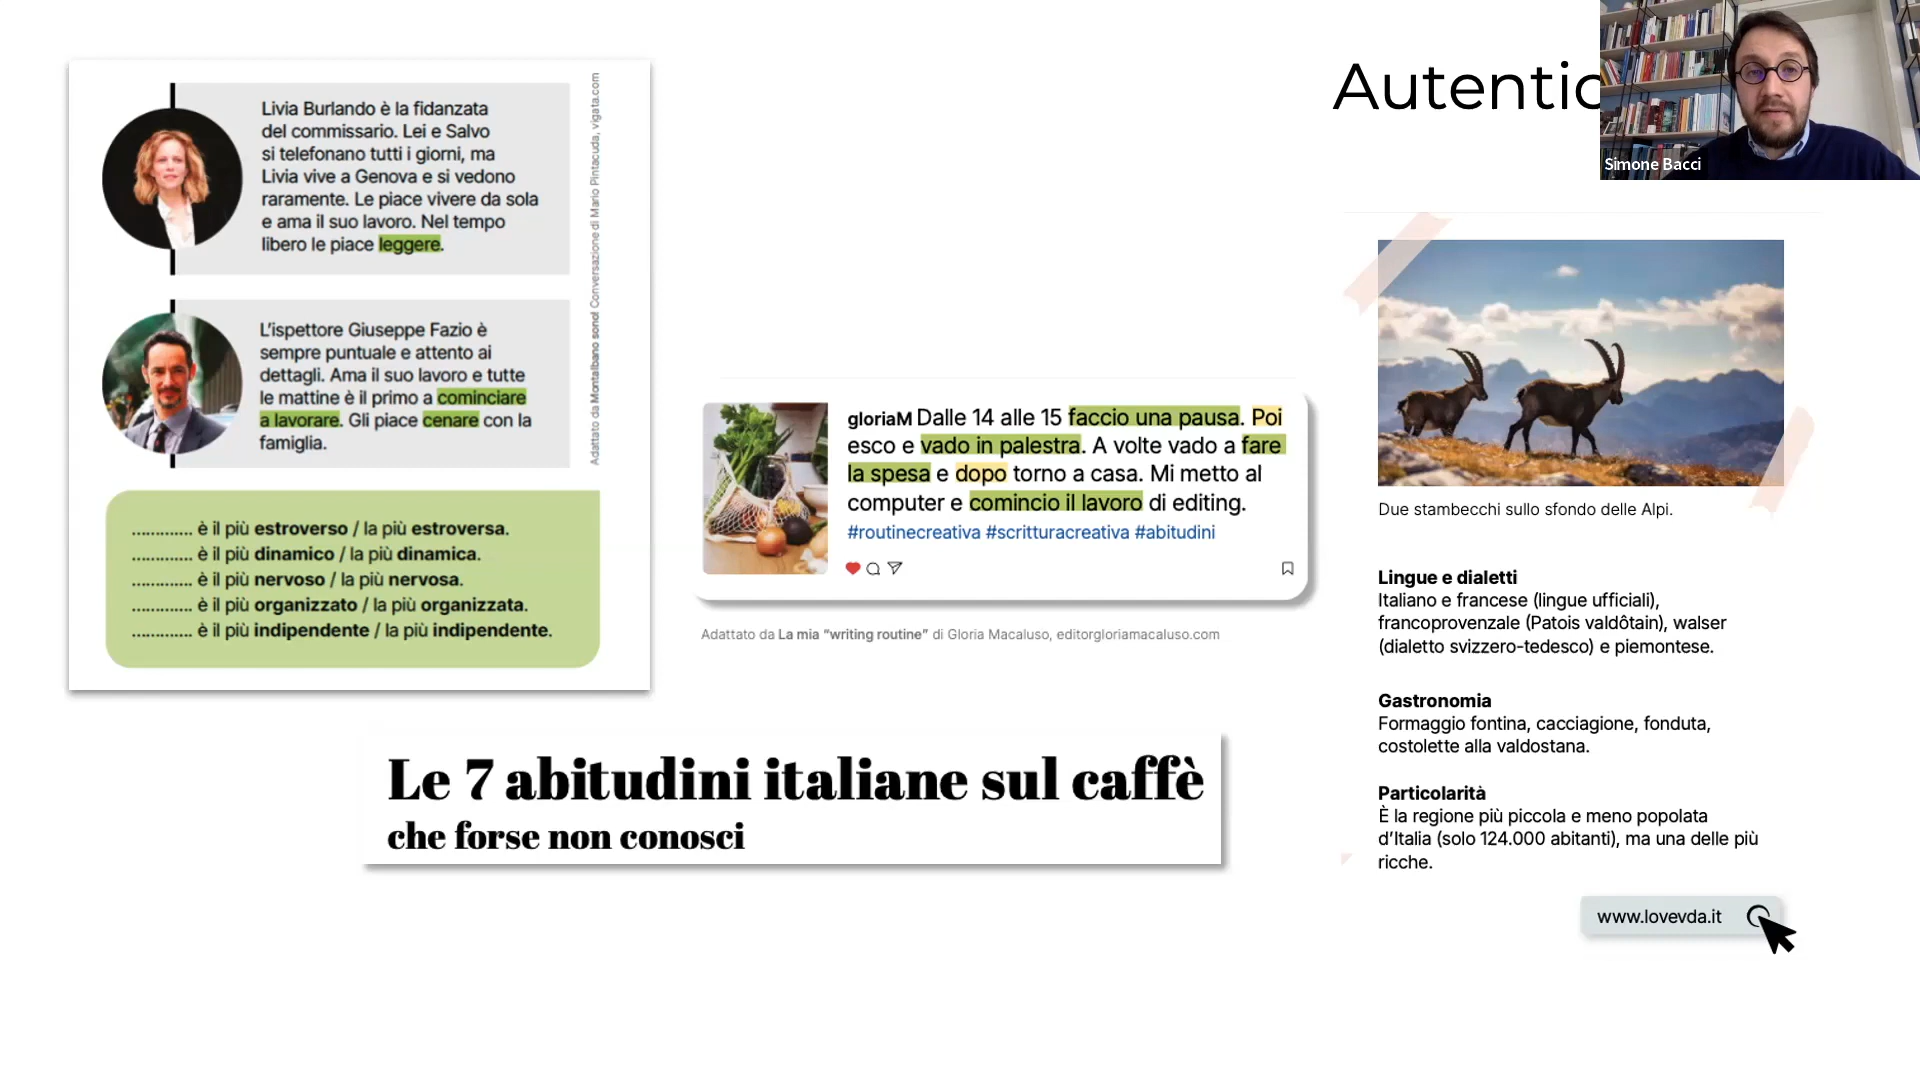 Autentic
Simone Bacci
Livia Burlando è la fidanzata
del commissario. Lei e Salvo
si telefonano tutti i giorni, ma
Livia vive a Genova e si vedono
raramente. Le piace vivere da sola
e ama il suo lavoro. Nel tempo
libero le piace leggere.
L'ispettore Giuseppe Fazio è
sempre puntuale e attento ai
dettagli. Ama il suo lavoro e tutte
le mattine è il primo a cominciare
a lavorare. Gli piace cenare con la
famiglia.
Adattato da Montalbano sono! Conversazione di Mario Pintacuda, vigata.com
............. è il più estroverso / la più estroversa.
............. è il più dinamico / la più dinamica.
............. è il più nervoso / la più nervosa.
............. è il più organizzato / la più organizzata.
............. è il più indipendente / la più indipendente.
gloriaM Dalle 14 alle 15 faccio una pausa. Poi
esco e vado in palestra. A volte vado a fare
la spesa e dopo torno a casa. Mi metto al
computer e comincio il lavoro di editing.
#routinecreativa #scritturacreativa #abitudini
Adattato da La mia "writing routine" di Gloria Macaluso, editorgloriamacaluso.com
Le 7 abitudini italiane sul caffè
che forse non conosci
Due stambecchi sullo sfondo delle Alpi.
Lingue e dialetti
Italiano e francese (lingue ufficiali),
francoprovenzale (Patois valdôtain), walser
(dialetto svizzero-tedesco) e piemontese.
Gastronomia
Formaggio fontina, cacciagione, fonduta,
costolette alla valdostana.
Particolarità
È la regione più piccola e meno popolata
d'Italia (solo 124.000 abitanti), ma una delle più
ricche.
www.lovevda.it